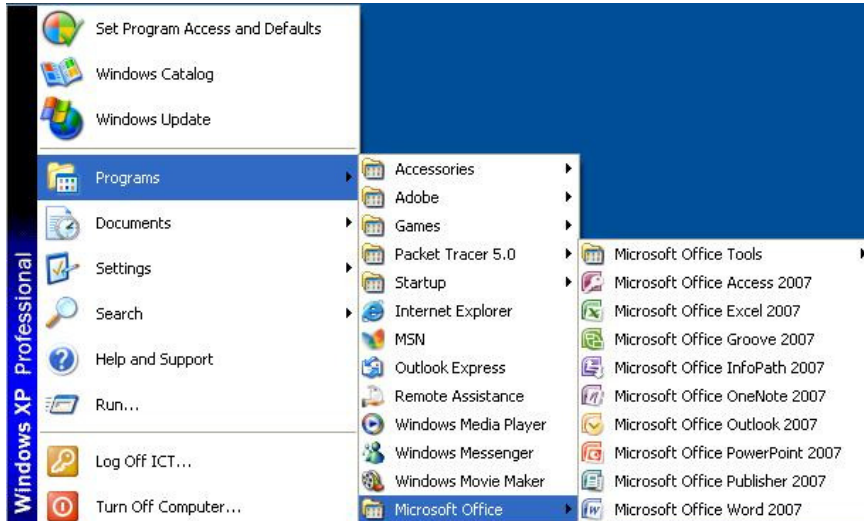 Set Program Access and Defaults
Windows Catalog
Windows Update
Programs
Documents
Settings
Search
Help and Support
Run...
Log Off ICT...
Turn Off Computer...
Windows XP Professional
Accessories
Adobe
Games
Packet Tracer 5.0
Startup
Internet Explorer
MSN
Outlook Express
Remote Assistance
Windows Media Player
Windows Messenger
Windows Movie Maker
Microsoft Office
Microsoft Office Tools
Microsoft Office Access 2007
Microsoft Office Excel 2007
Microsoft Office Groove 2007
Microsoft Office InfoPath 2007
Microsoft Office OneNote 2007
Microsoft Office Outlook 2007
Microsoft Office PowerPoint 2007
Microsoft Office Publisher 2007
Microsoft Office Word 2007